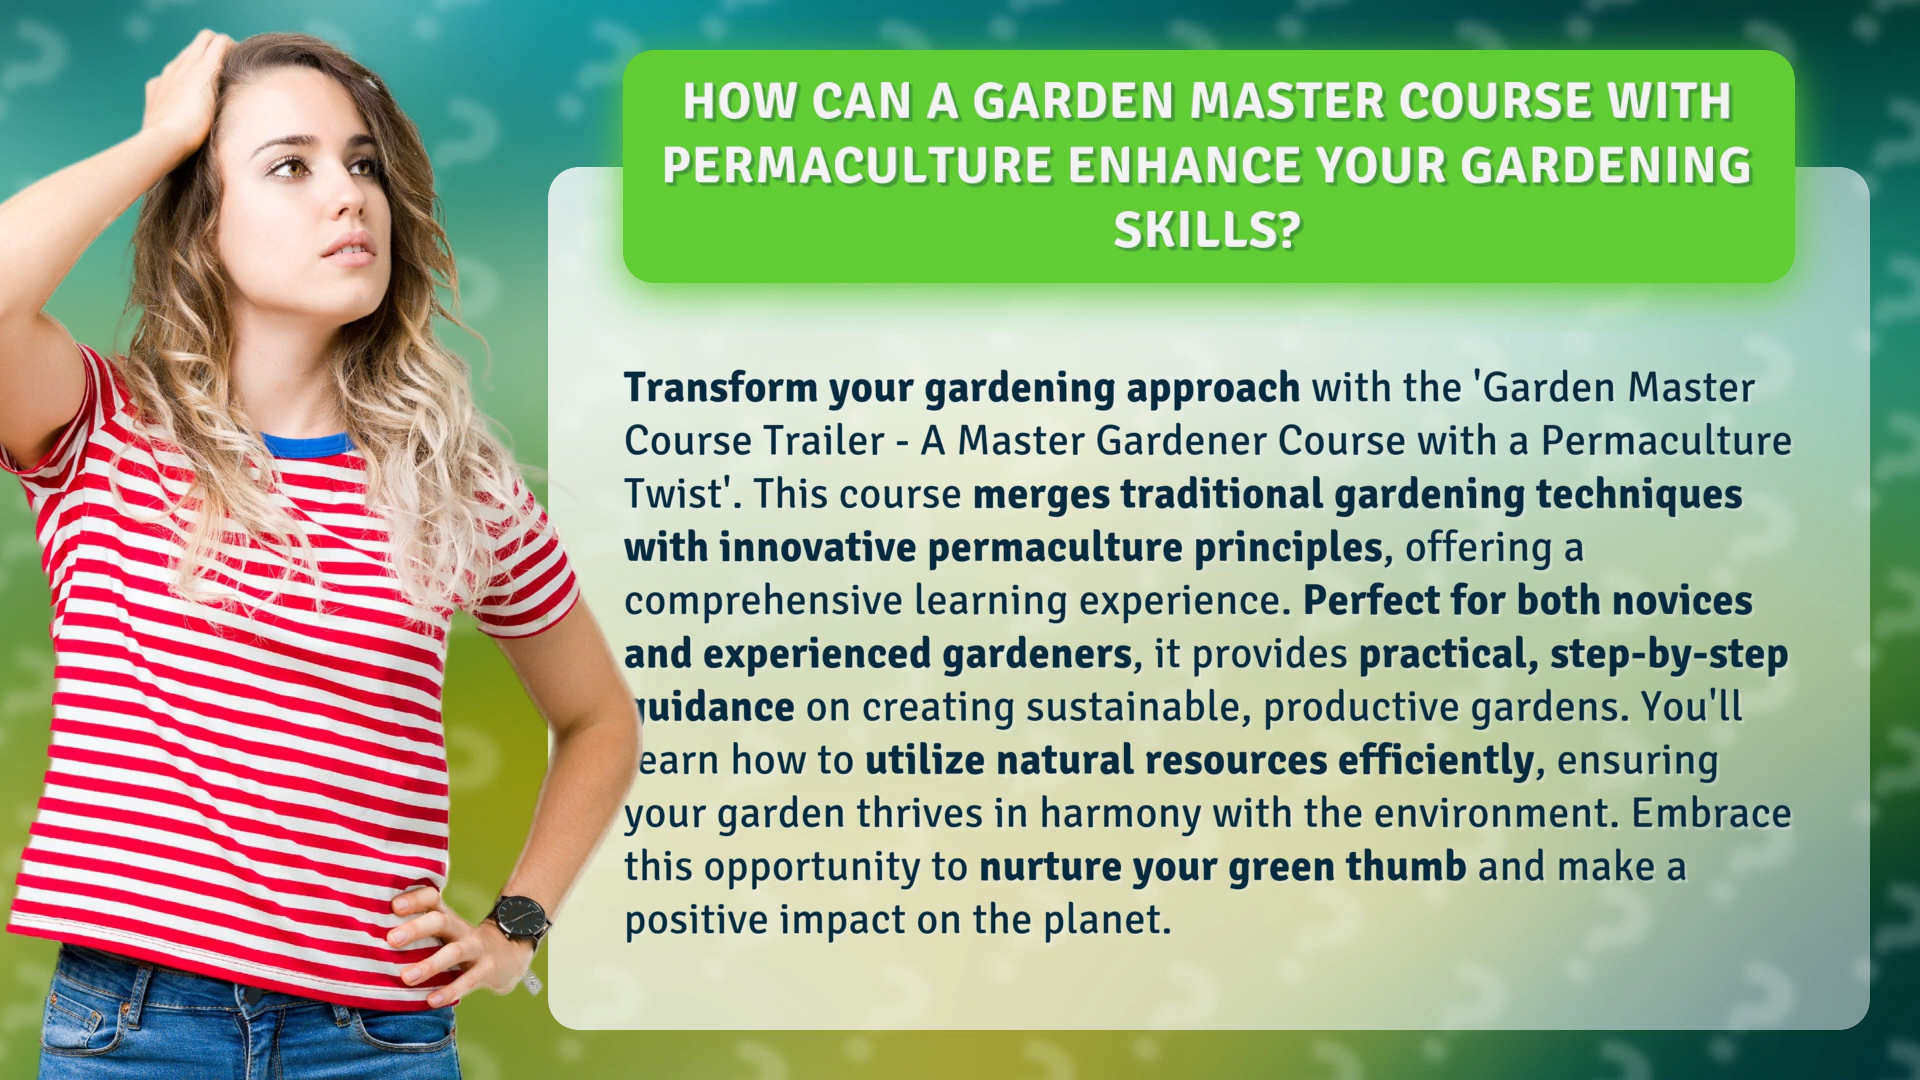 HOW CAN A GARDEN MASTER COURSE WITH
PERMACULTURE ENHANCE YOUR GARDENING
SKILLS?
Transform your gardening approach with the 'Garden Master
Course Trailer - A Master Gardener Course with a Permaculture
Twist'. This course merges traditional gardening techniques
with innovative permaculture principles, offering a
comprehensive learning experience. Perfect for both novices
and experienced gardeners, it provides practical, step-by-step
guidance on creating sustainable, productive gardens. You'll
earn how to utilize natural resources efficiently, ensuring
your garden thrives in harmony with the environment. Embrace
this opportunity to nurture your green thumb and make a
positive impact on the planet.